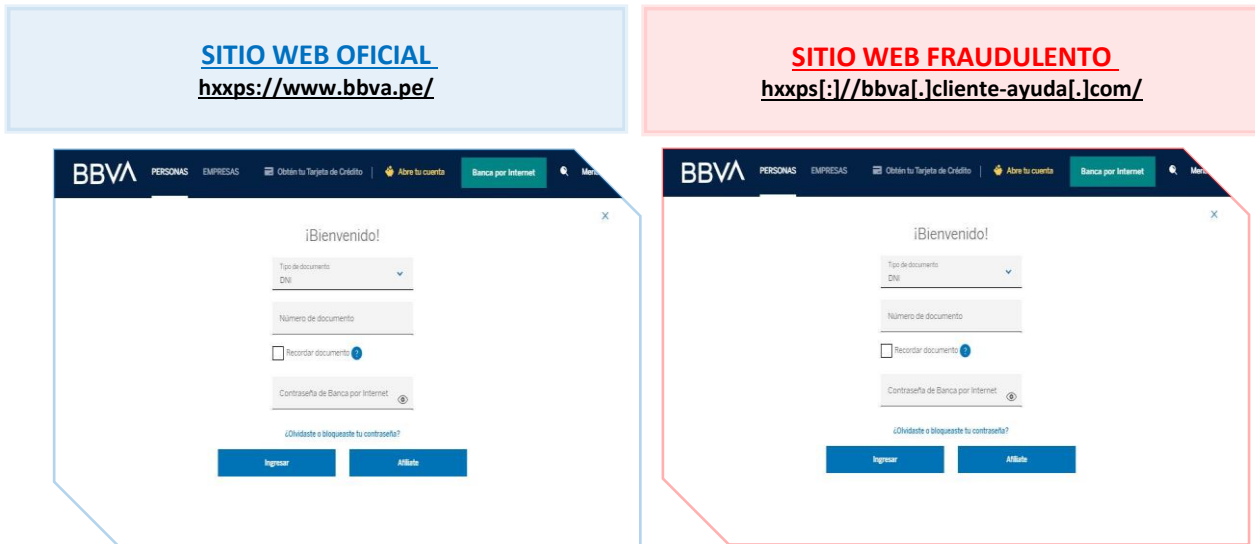 SITIO WEB OFICIAL
hxxps://www.bbva.pe/
SITIO WEB FRAUDULENTO
hxxps[:]//bbva[.]cliente-ayuda[.]com/
BBVA PERSONAS EMPRESAS Obtén tu Tarjeta de Crédito | Abre tu cuenta Banca por Internet
X
¡Bienvenido!
Tipo de documento
DNI
Número de documento
Recordar documento ?
Contraseña de Banca por Internet
¿Olvidaste o bloqueaste tu contraseña?
Ingresar Afíliate
BBVA PERSONAS EMPRESAS Obtén tu Tarjeta de Crédito | Abre tu cuenta Banca por Internet
X
¡Bienvenido!
Tipo de documento
DNI
Número de documento
Recordar documento ?
Contraseña de Banca por Internet
¿Olvidaste o bloqueaste tu contraseña?
Ingresar Afíliate